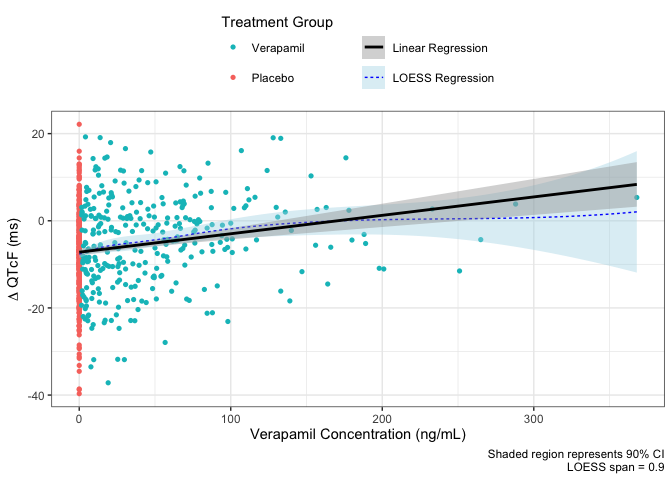 Treatment Group
Verapamil
Linear Regression
Placebo
LOESS Regression
Δ QTcF (ms)
20
0
-20
-40
0
100
200
300
Verapamil Concentration (ng/mL)
Shaded region represents 90% CI
LOESS span = 0.9